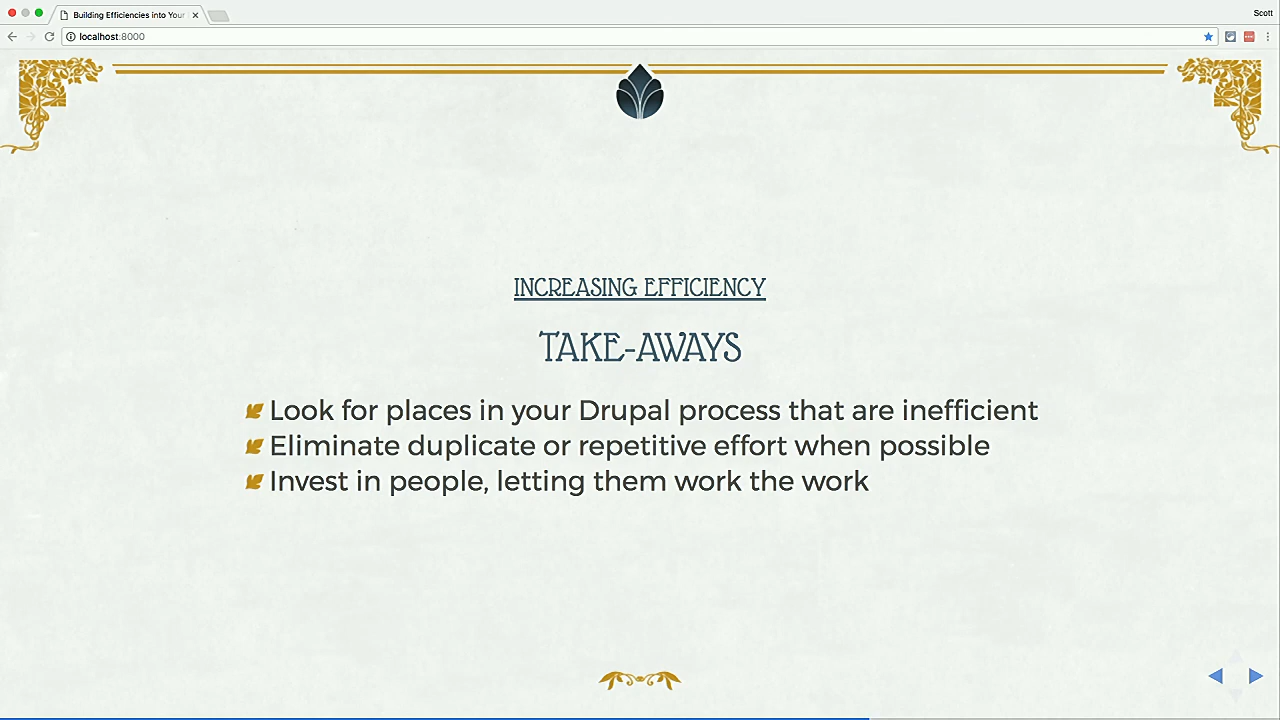 Building Efficiencies into Your
Scott
localhost:8000
INCREASING EFFICIENCY
TAKE-AWAYS
Look for places in your Drupal process that are inefficient
Eliminate duplicate or repetitive effort when possible
Invest in people, letting them work the work